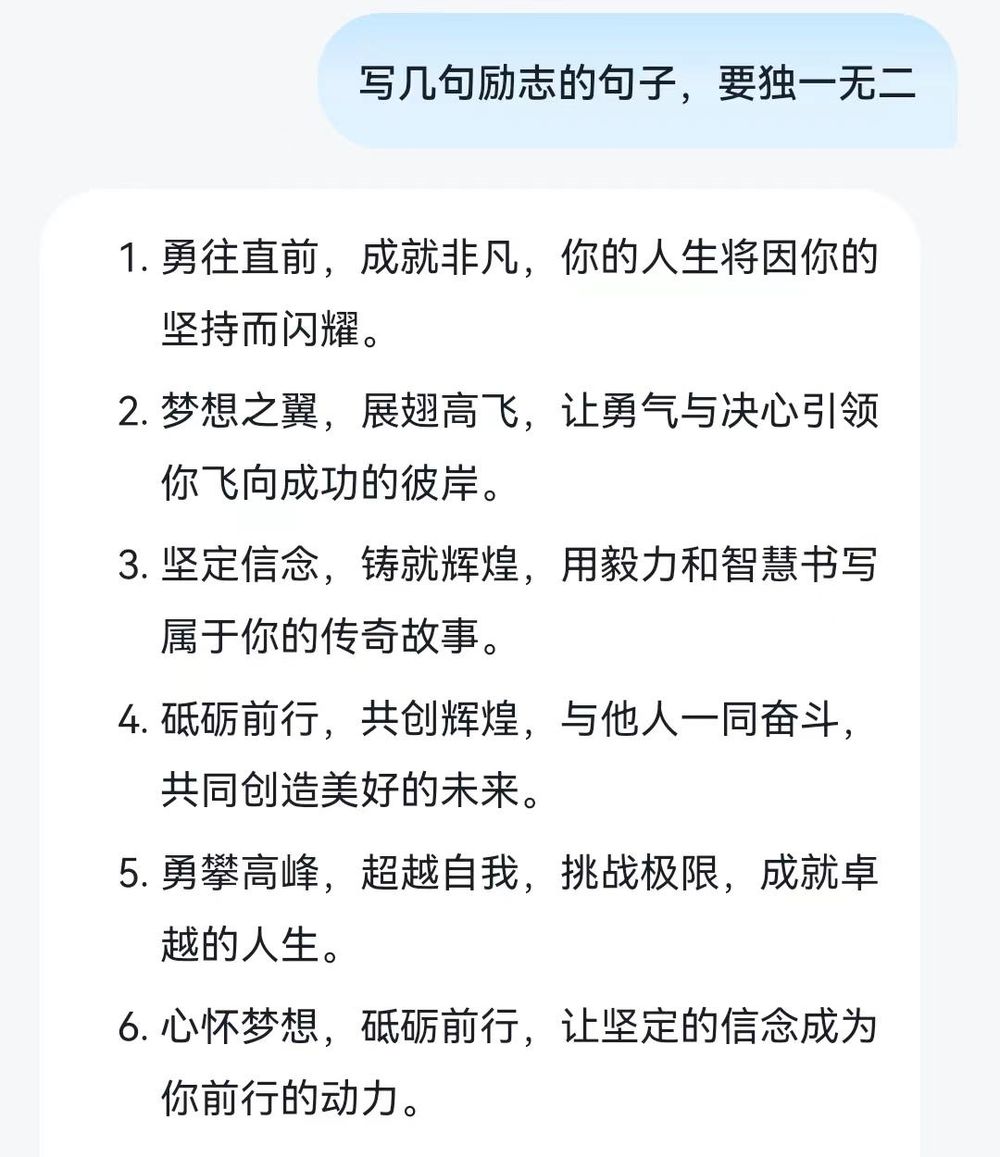 写几句励志的句子，要独一无二
1. 勇往直前，成就非凡，你的人生将因你的
坚持而闪耀。
2. 梦想之翼，展翅高飞，让勇气与决心引领
你飞向成功的彼岸。
3. 坚定信念，铸就辉煌，用毅力和智慧书写
属于你的传奇故事。
4. 砥砺前行，共创辉煌，与他人一同奋斗，
共同创造美好的未来。
5. 勇攀高峰，超越自我，挑战极限，成就卓
越的人生。
6. 心怀梦想，砥砺前行，让坚定的信念成为
你前行的动力。